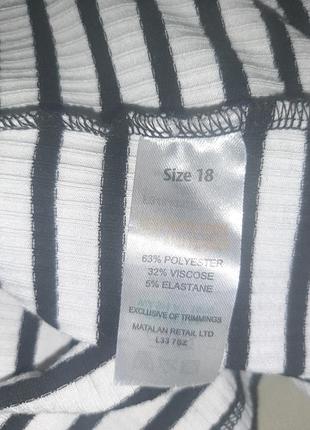 Size 18
63% POLYESTER
32% VISCOSE
5% ELASTANE
EXCLUSIVE OF TRIMMINGS
MATALAN RETAIL LTD
L33 7SZ